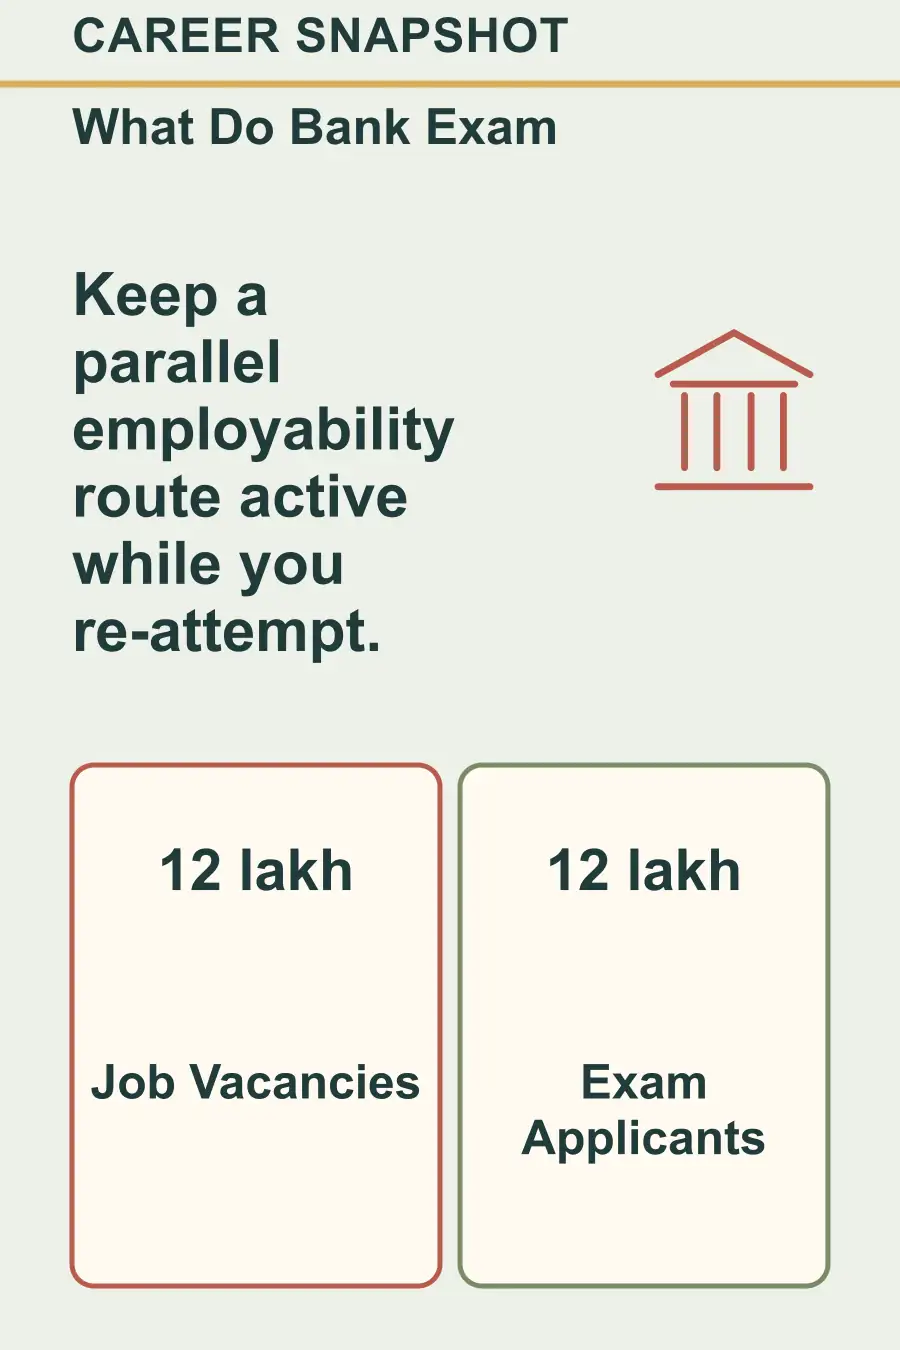 CAREER SNAPSHOT
What Do Bank Exam
Keep a
parallel
employability
route active
while you
re-attempt.
12 lakh
Job Vacancies
12 lakh
Exam
Applicants